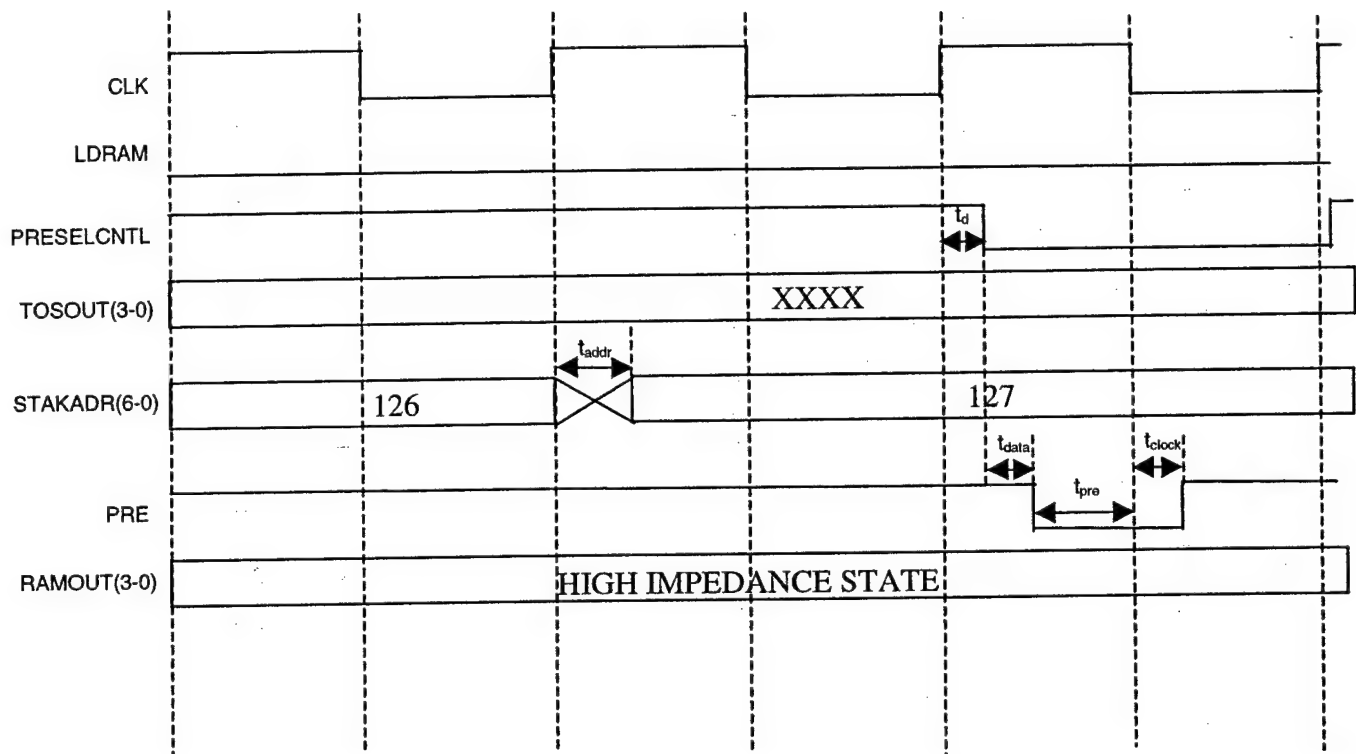 CLK
LDRAM
PRESELCNTL
t_d
TOSOUT(3-0)
XXXX
t_addr
STAKADR(6-0)
126
127
t_data
t_clock
PRE
t_pre
RAMOUT(3-0)
HIGH IMPEDANCE STATE